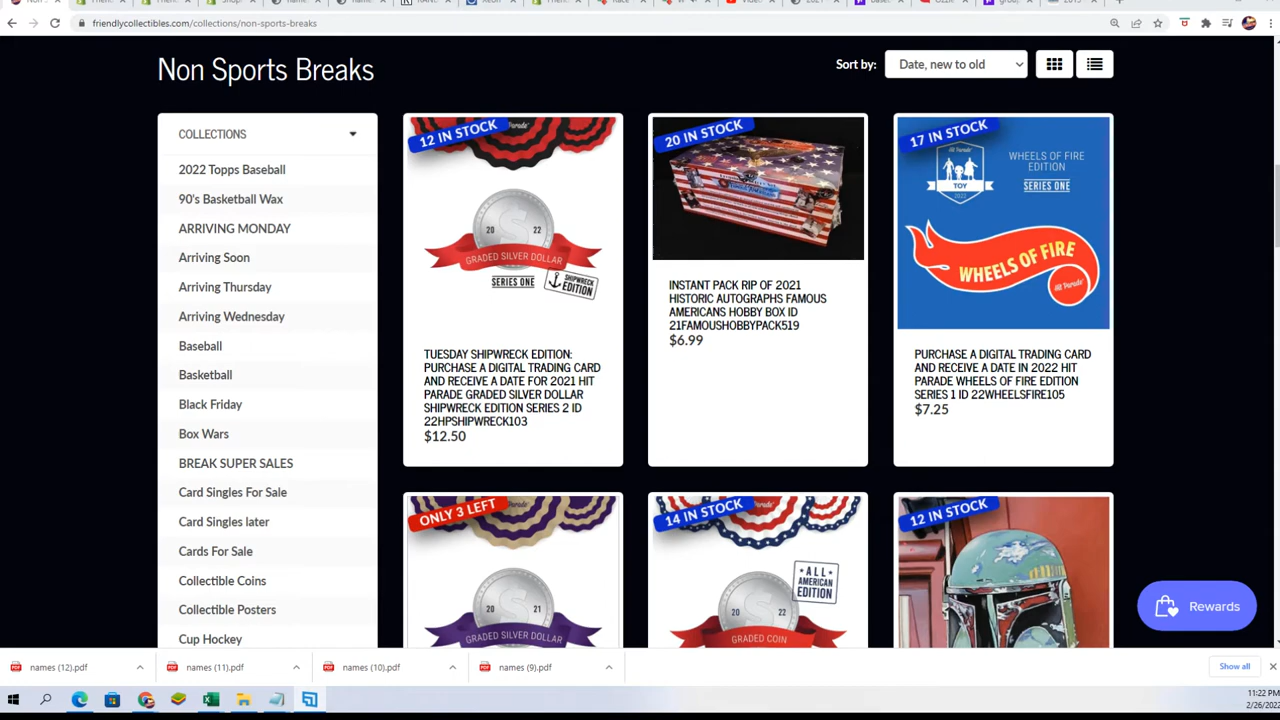 friendlycollectibles.com/collections/non-sports-breaks
Non Sports Breaks
Sort by:
Date, new to old
COLLECTIONS
2022 Topps Baseball
90's Basketball Wax
ARRIVING MONDAY
Arriving Soon
Arriving Thursday
Arriving Wednesday
Baseball
Basketball
Black Friday
Box Wars
BREAK SUPER SALES
Card Singles For Sale
Card Singles later
Cards For Sale
Collectible Coins
Collectible Posters
Cup Hockey
12 IN STOCK
20 22
GRADED SILVER DOLLAR
SERIES ONE
SHIPWRECK
EDITION
TUESDAY SHIPWRECK EDITION:
PURCHASE A DIGITAL TRADING CARD
AND RECEIVE A DATE FOR 2021 HIT
PARADE GRADED SILVER DOLLAR
SHIPWRECK EDITION SERIES 2 ID
22HPSHIPWRECK103
$12.50
20 IN STOCK
INSTANT PACK RIP OF 2021
HISTORIC AUTOGRAPHS FAMOUS
AMERICANS HOBBY BOX ID
21FAMOUSHOBBYPACK519
$6.99
17 IN STOCK
Hit Parade
TOY
2022
WHEELS OF FIRE
EDITION
SERIES ONE
WHEELS OF FIRE
Hit Parade
PURCHASE A DIGITAL TRADING CARD
AND RECEIVE A DATE IN 2022 HIT
PARADE WHEELS OF FIRE EDITION
SERIES 1 ID 22WHEELSFIRE105
$7.25
ONLY 3 LEFT
20 21
GRADED SILVER DOLLAR
14 IN STOCK
ALL
AMERICAN
EDITION
20 22
GRADED COIN
12 IN STOCK
Rewards
names (12).pdf
names (11).pdf
names (10).pdf
names (9).pdf
Show all
11:22 PM